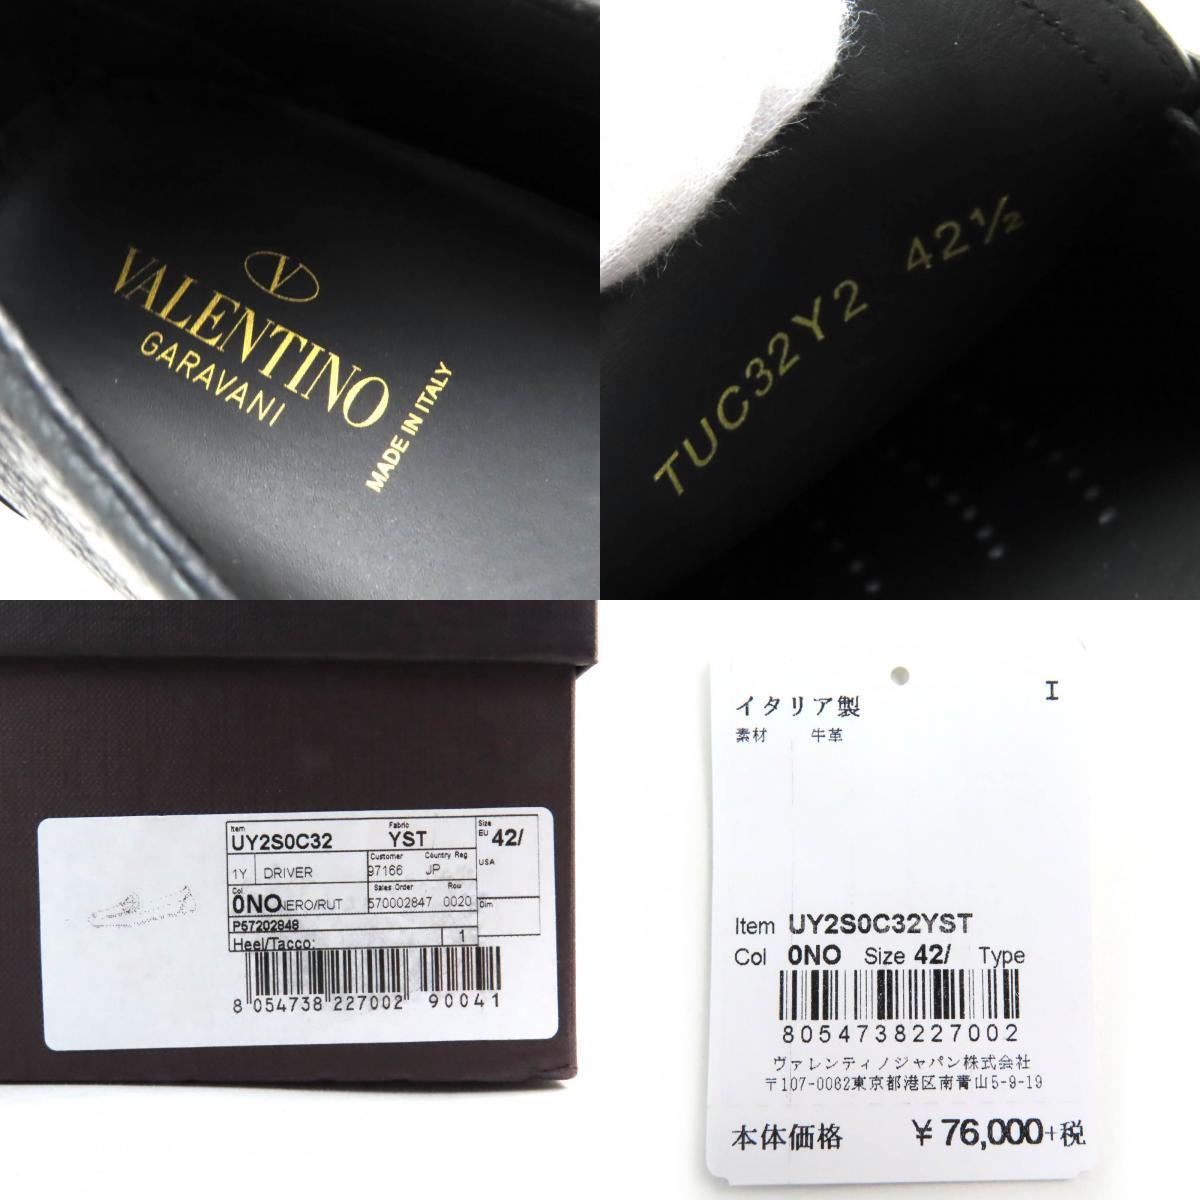 V
VALENTINO
GARAVANI
MADE IN ITALY
TUC32Y2 42½
Item UY2S0C32 Fabric YST Size EU 42/
1Y DRIVER Customer 97166 Country Reg JP USA
Col 0NO NERO/RUT Sales Order 570002847 Row 0020
P57202848 Dim
Heel/Tacco: 1
8 054738 227002 90041
イタリア製 I
素材 牛革
Item UY2S0C32YST
Col 0NO Size 42/ Type
8054738227002
ヴァレンティノジャパン株式会社
〒107-0062東京都港区南青山5-9-19
本体価格 ¥76,000+税